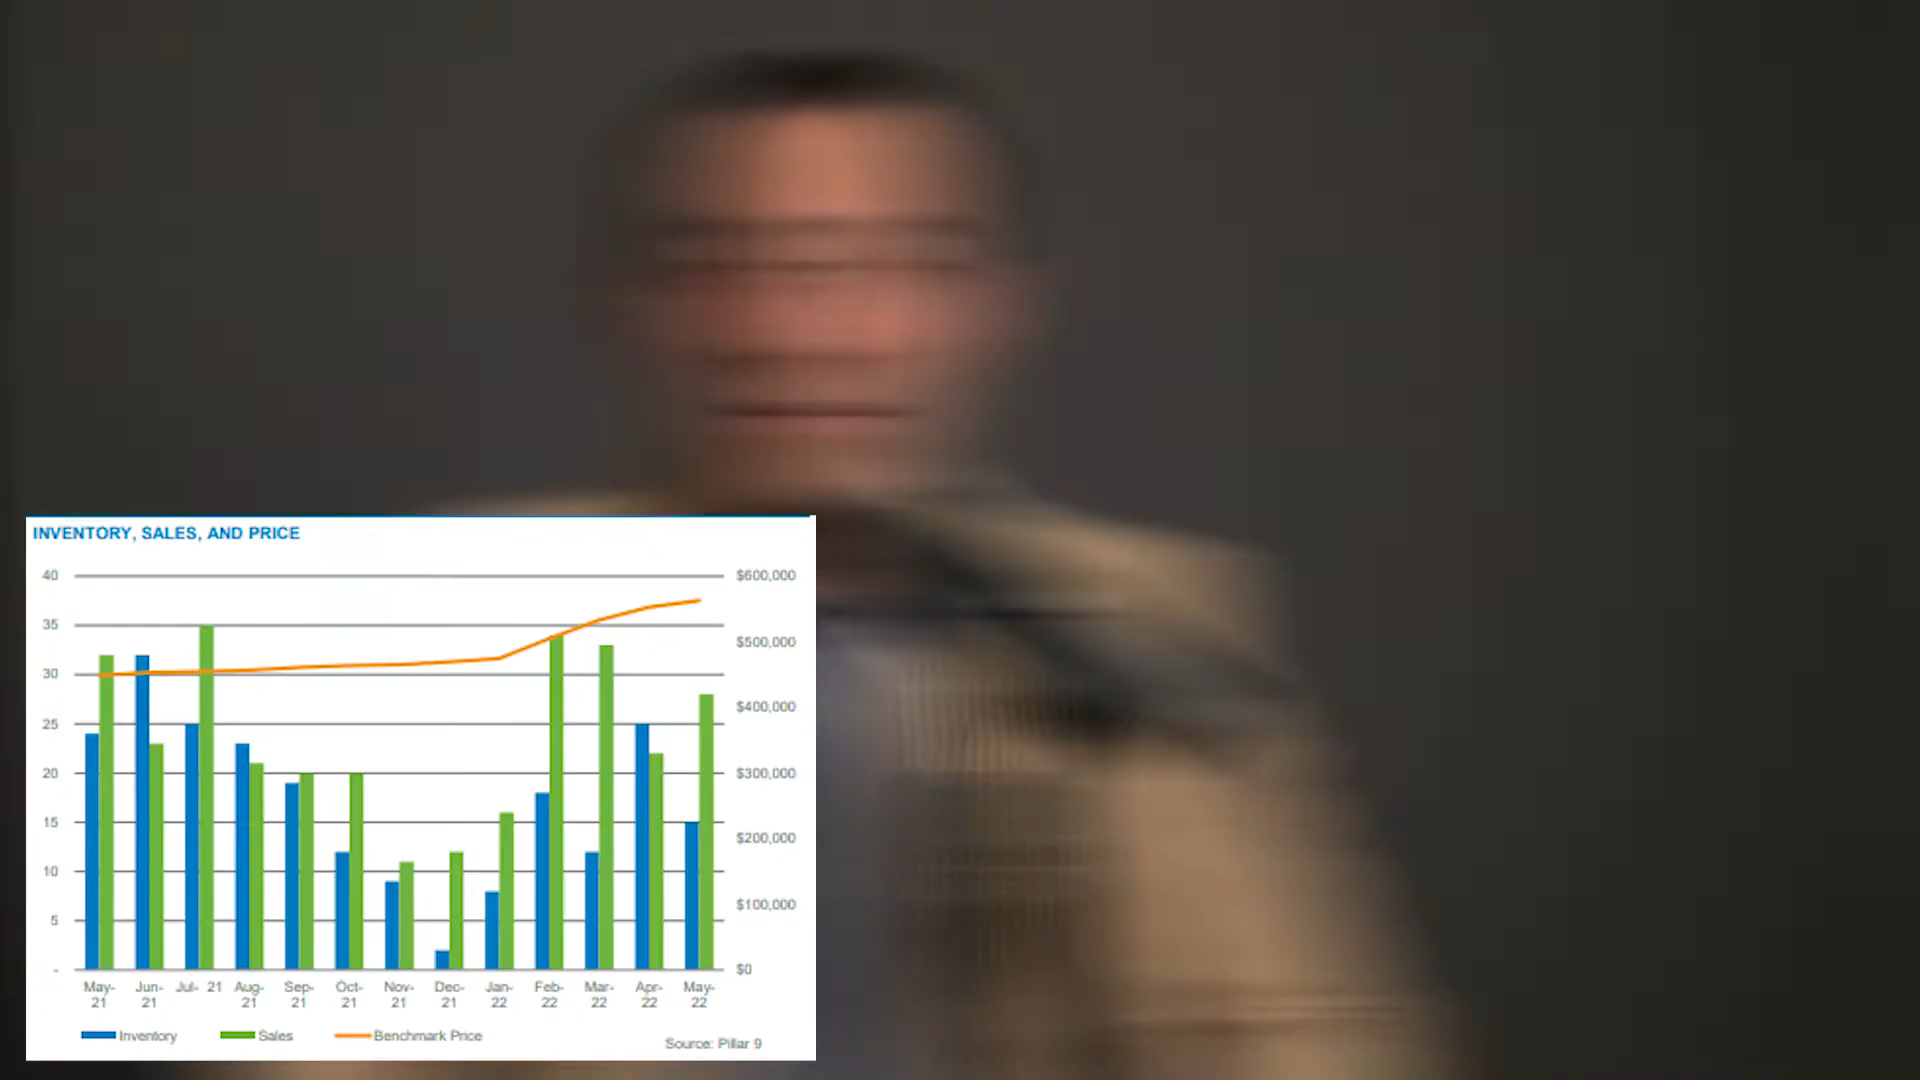 INVENTORY, SALES, AND PRICE
40 $600,000
35 $500,000
30 $400,000
25 $300,000
20 $200,000
15 $100,000
10 $0
5
-
May-21 Jun-21 Jul- 21 Aug-21 Sep-21 Oct-21 Nov-21 Dec-21 Jan-22 Feb-22 Mar-22 Apr-22 May-22
Inventory Sales Benchmark Price
Source: Pillar 9